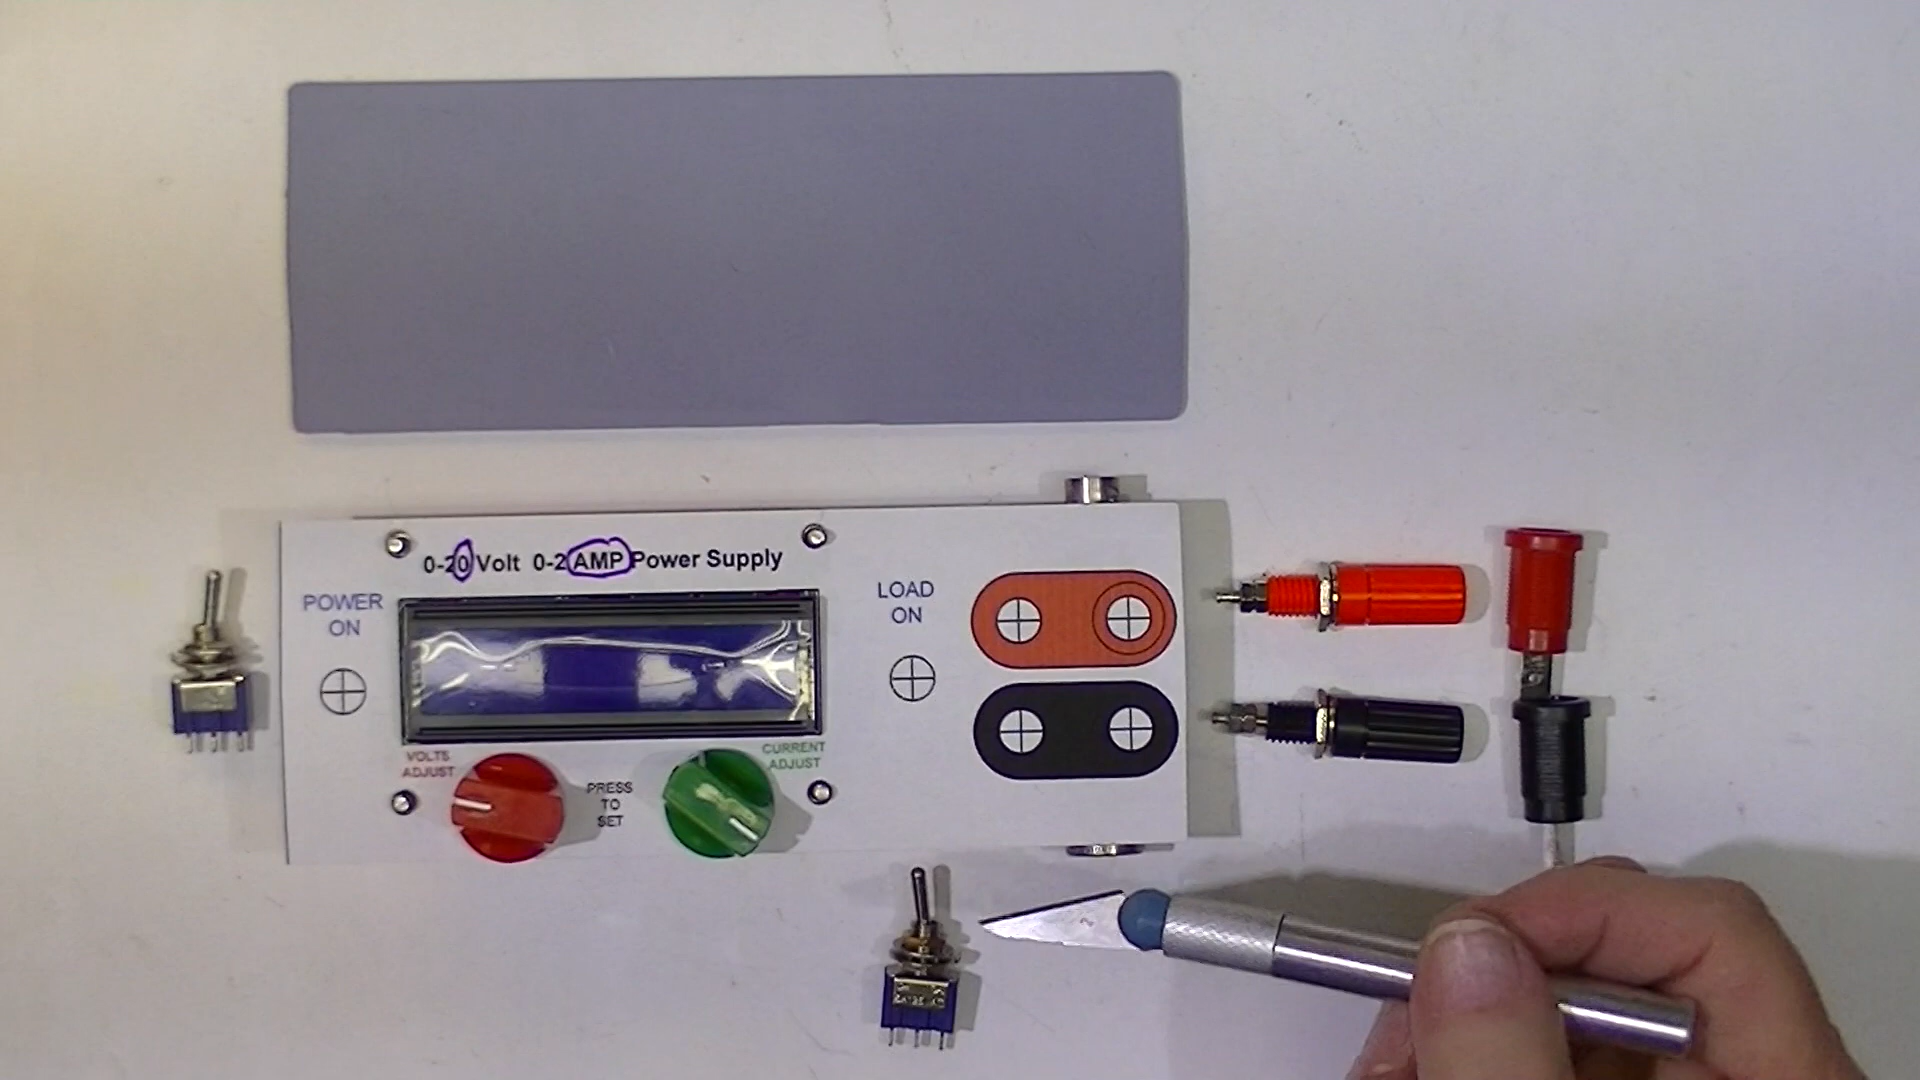 0-20 Volt 0-2 AMP Power Supply
POWER
ON
LOAD
ON
VOLTS
ADJUST
PRESS
TO
SET
CURRENT
ADJUST